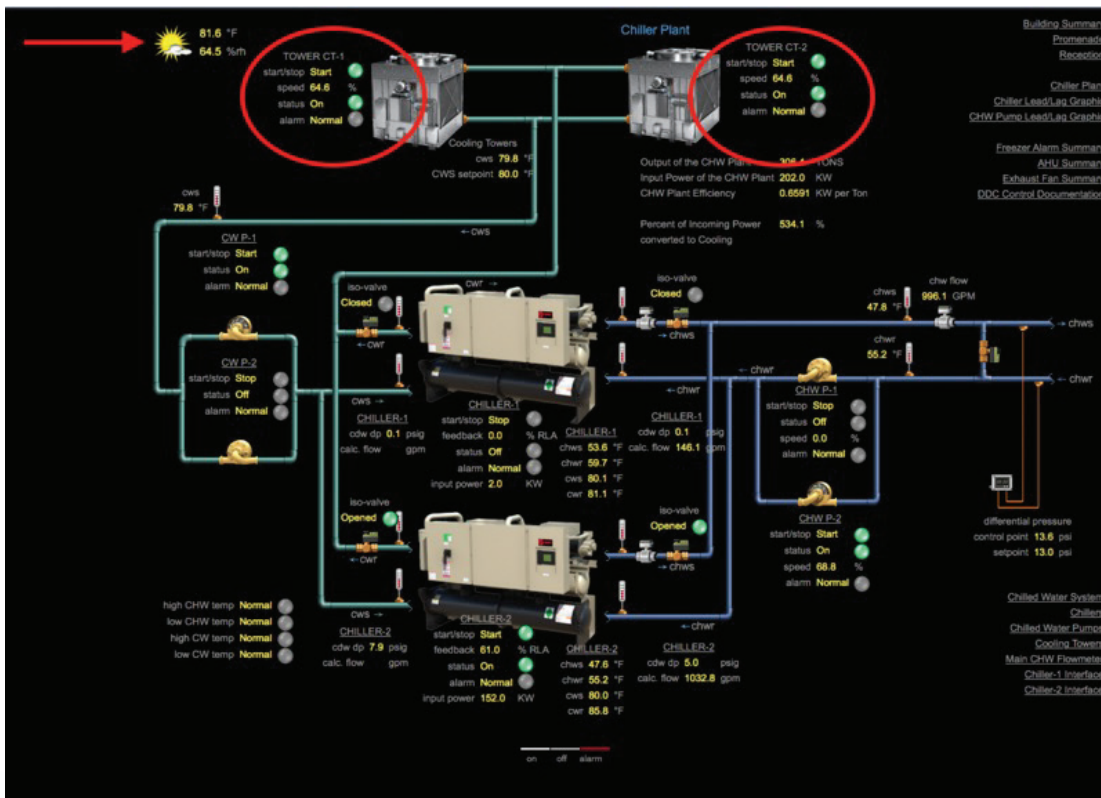 81.6 °F
64.5 %rh
Chiller Plant
TOWER CT-1
start/stop Start
speed 64.6 %
status On
alarm Normal
TOWER CT-2
start/stop Start
speed 64.6 %
status On
alarm Normal
Building Summar
Promenad
Reception
Chiller Plan
Chiller Lead/Lag Graphi
CHW Pump Lead/Lag Graphi
Freezer Alarm Summar
AHU Summar
Exhaust Fan Summar
DDC Control Documentation
Cooling Towers
cws 79.8 °F
CWS setpoint 80.0 °F
Output of the CHW Plant 306.4 TONS
Input Power of the CHW Plant 202.0 KW
CHW Plant Efficiency 0.6591 KW per Ton
Percent of Incoming Power 534.1 %
converted to Cooling
cws
79.8 °F
←cws
CW P-1
start/stop Start
status On
alarm Normal
CW P-2
start/stop Stop
status Off
alarm Normal
iso-valve
Closed
cwr →
←cwr
cws →
iso-valve
Closed
→chws
chws
47.8 °F
chw flow
996.1 GPM
→chws
chwr
55.2 °F
←chwr
←chwr
←chwr
CHILLER-1
cdw dp 0.1 psig
calc. flow gpm
CHILLER-1
start/stop Stop
feedback 0.0 % RLA
status Off
alarm Normal
input power 2.0 KW
CHILLER-1
chws 53.6 °F
chwr 59.7 °F
cws 80.1 °F
cwr 81.1 °F
CHILLER-1
cdw dp 0.1 psig
calc. flow 146.1 gpm
CHW P-1
start/stop Stop
status Off
speed 0.0 %
alarm Normal
CHW P-2
start/stop Start
status On
speed 68.8 %
alarm Normal
differential pressure
control point 13.6 psi
setpoint 13.0 psi
iso-valve
Opened
←cwr
cws →
iso-valve
Opened
→chws
←chwr
high CHW temp Normal
low CHW temp Normal
high CW temp Normal
low CW temp Normal
CHILLER-2
cdw dp 7.9 psig
calc. flow gpm
CHILLER-2
start/stop Start
feedback 61.0 % RLA
status On
alarm Normal
input power 152.0 KW
CHILLER-2
chws 47.6 °F
chwr 55.2 °F
cws 80.0 °F
cwr 85.8 °F
CHILLER-2
cdw dp 5.0 psig
calc. flow 1032.8 gpm
Chilled Water System
Chiller
Chilled Water Pump
Cooling Tower
Main CHW Flowmete
Chiller-1 Interface
Chiller-2 Interface
on off alarm